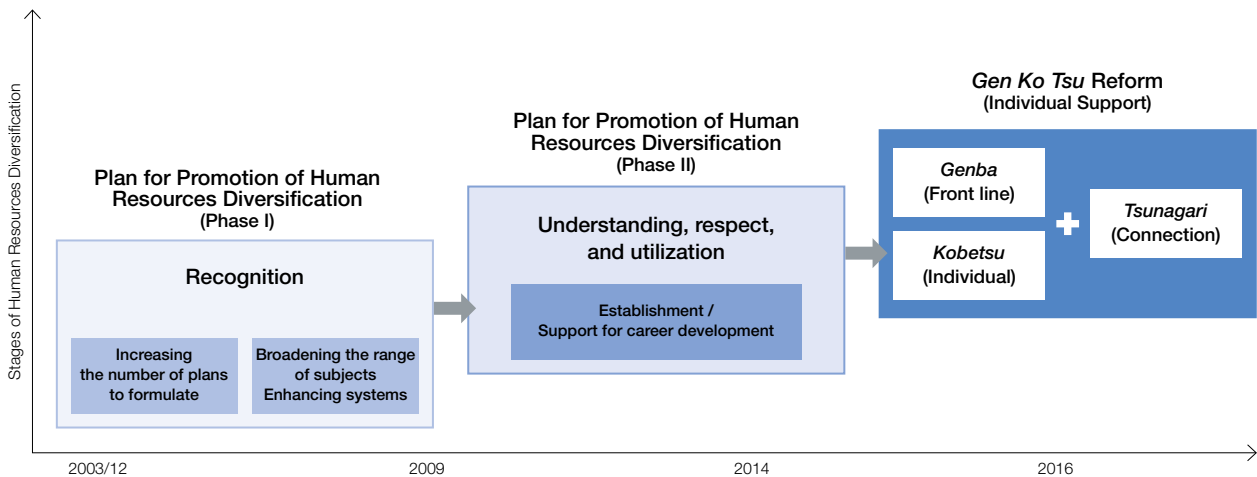 Stages of Human Resources Diversification
Plan for Promotion of Human
Resources Diversification
(Phase I)
Recognition
Increasing
the number of plans
to formulate
Broadening the range
of subjects
Enhancing systems
Plan for Promotion of Human
Resources Diversification
(Phase II)
Understanding, respect,
and utilization
Establishment /
Support for career development
Gen Ko Tsu Reform
(Individual Support)
Genba
(Front line)
Kobetsu
(Individual)
Tsunagari
(Connection)
2003/12
2009
2014
2016